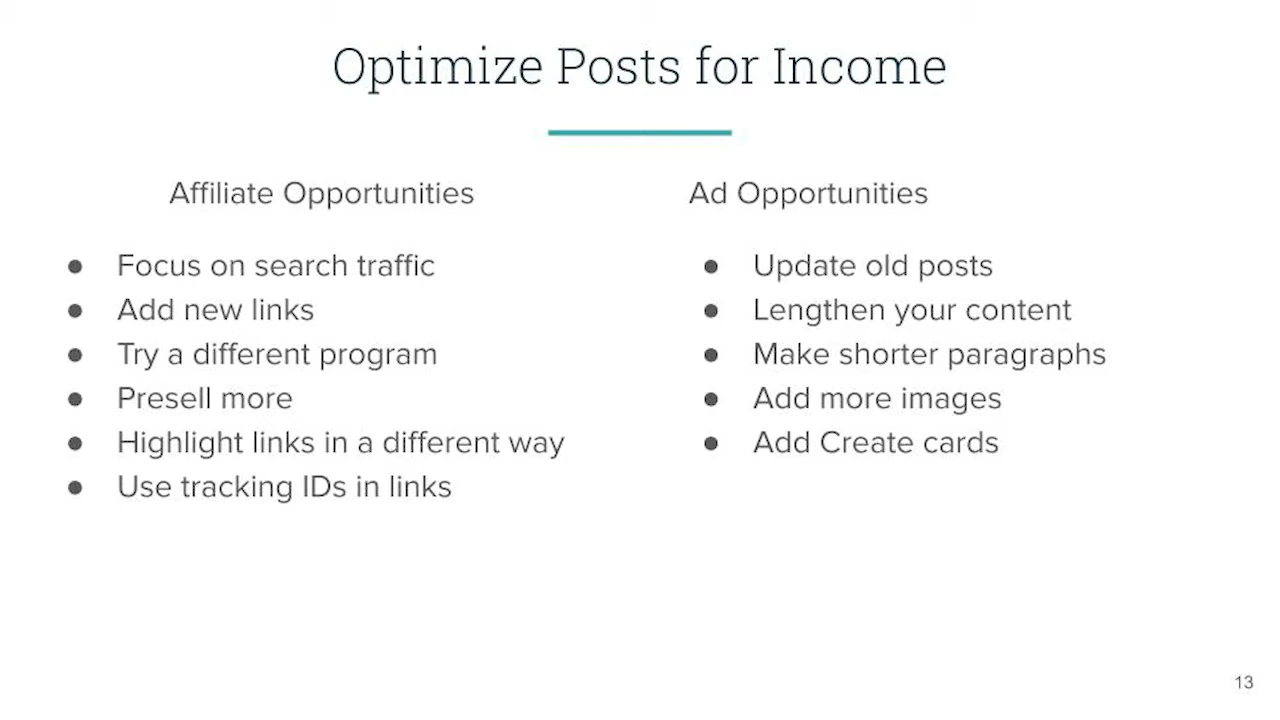 Optimize Posts for Income
Affiliate Opportunities
● Focus on search traffic
● Add new links
● Try a different program
● Presell more
● Highlight links in a different way
● Use tracking IDs in links
Ad Opportunities
● Update old posts
● Lengthen your content
● Make shorter paragraphs
● Add more images
● Add Create cards
13